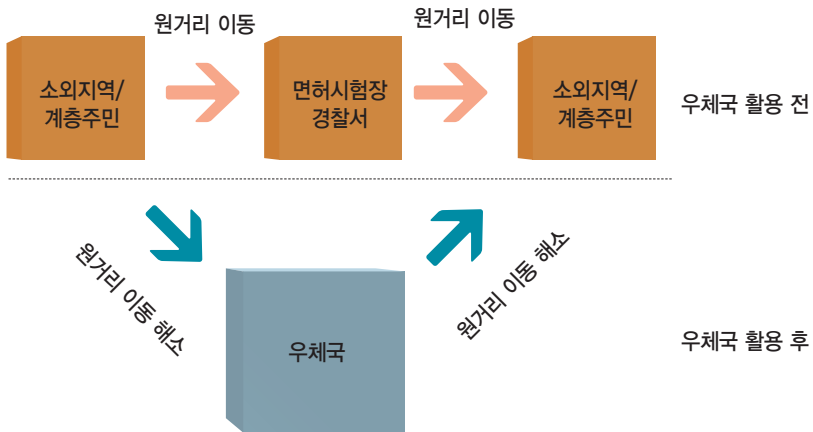 원거리 이동
원거리 이동
소외지역/
계층주민
면허시험장
경찰서
소외지역/
계층주민
우체국 활용 전
원거리 이동 해소
원거리 이동 해소
우체국
우체국 활용 후